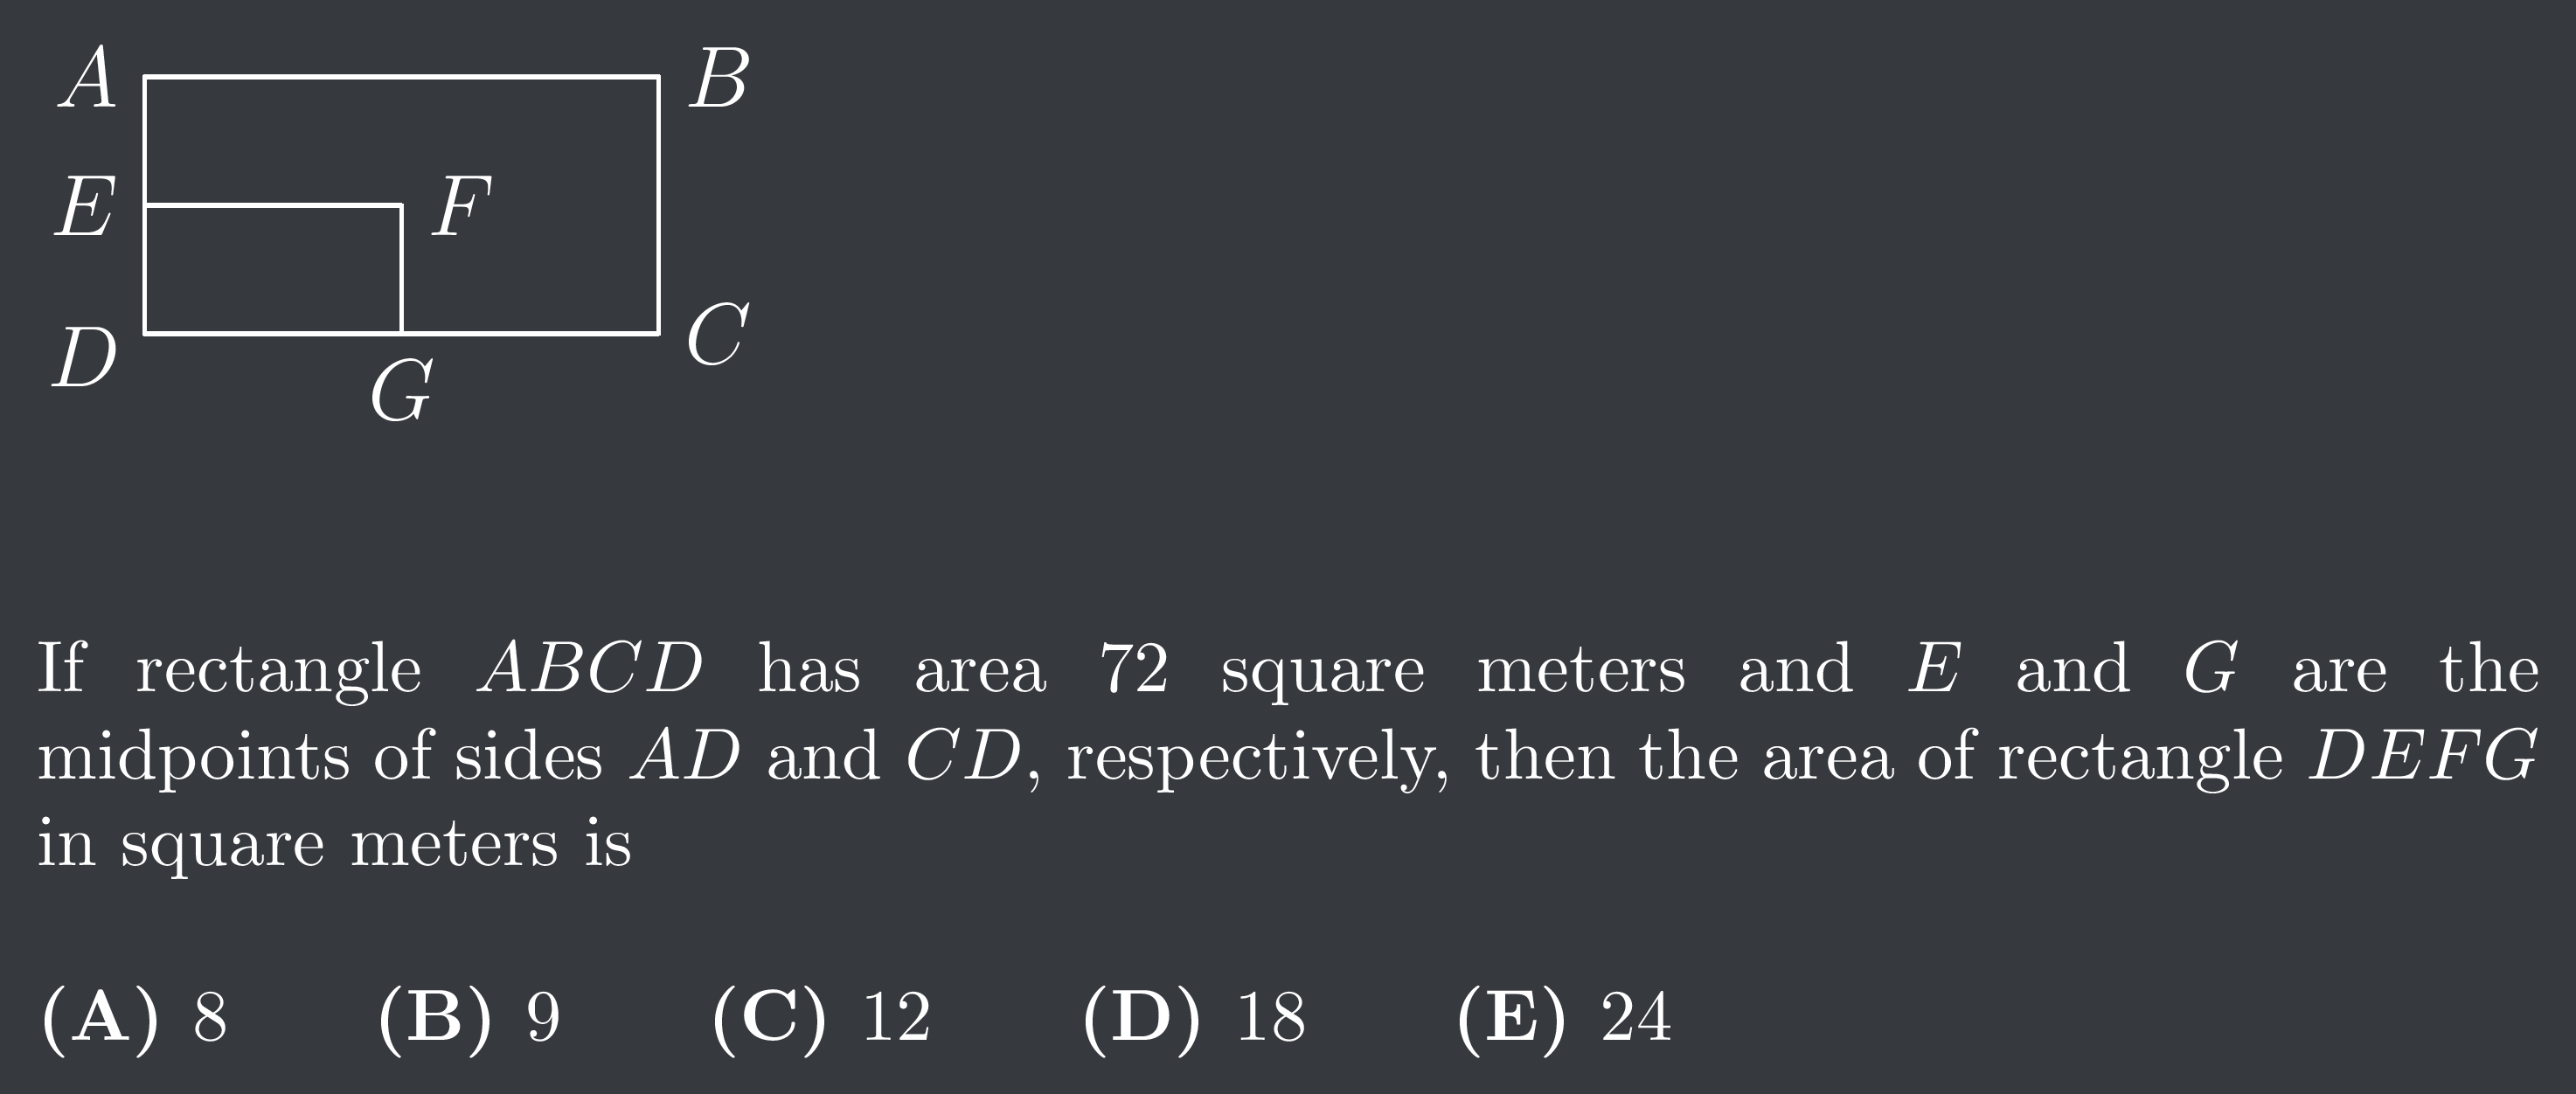 A B
E F
D C
G
If rectangle ABCD has area 72 square meters and E and G are the
midpoints of sides AD and CD, respectively, then the area of rectangle DEFG
in square meters is
(A) 8 (B) 9 (C) 12 (D) 18 (E) 24